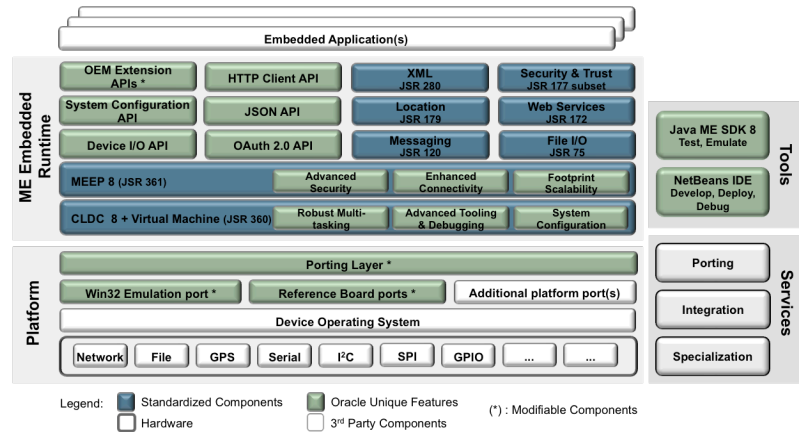 Embedded Application(s)
ME Embedded
Runtime
OEM Extension
APIs *
HTTP Client API
XML
JSR 280
Security & Trust
JSR 177 subset
System Configuration
API
JSON API
Location
JSR 179
Web Services
JSR 172
Device I/O API
OAuth 2.0 API
Messaging
JSR 120
File I/O
JSR 75
MEEP 8 (JSR 361)
Advanced
Security
Enhanced
Connectivity
Footprint
Scalability
CLDC 8 + Virtual Machine (JSR 360)
Robust Multi-
tasking
Advanced Tooling
& Debugging
System
Configuration
Tools
Java ME SDK 8
Test, Emulate
NetBeans IDE
Develop, Deploy,
Debug
Platform
Porting Layer *
Win32 Emulation port *
Reference Board ports *
Additional platform port(s)
Device Operating System
Network
File
GPS
Serial
I²C
SPI
GPIO
...
...
Services
Porting
Integration
Specialization
Legend:
Standardized Components
Oracle Unique Features
(*) : Modifiable Components
Hardware
3rd Party Components